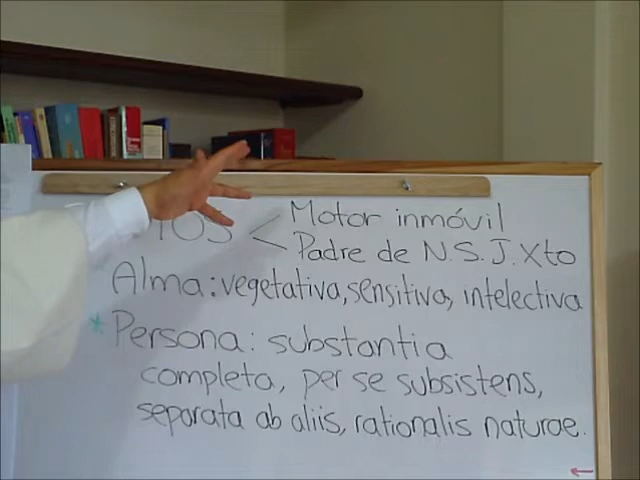 Motor inmóvil
Padre de N.S.J.Xto
Alma: vegetativa, sensitiva, intelectiva
* Persona: substantia
completa, per se subsistens,
separata ab aliis, rationalis naturae.